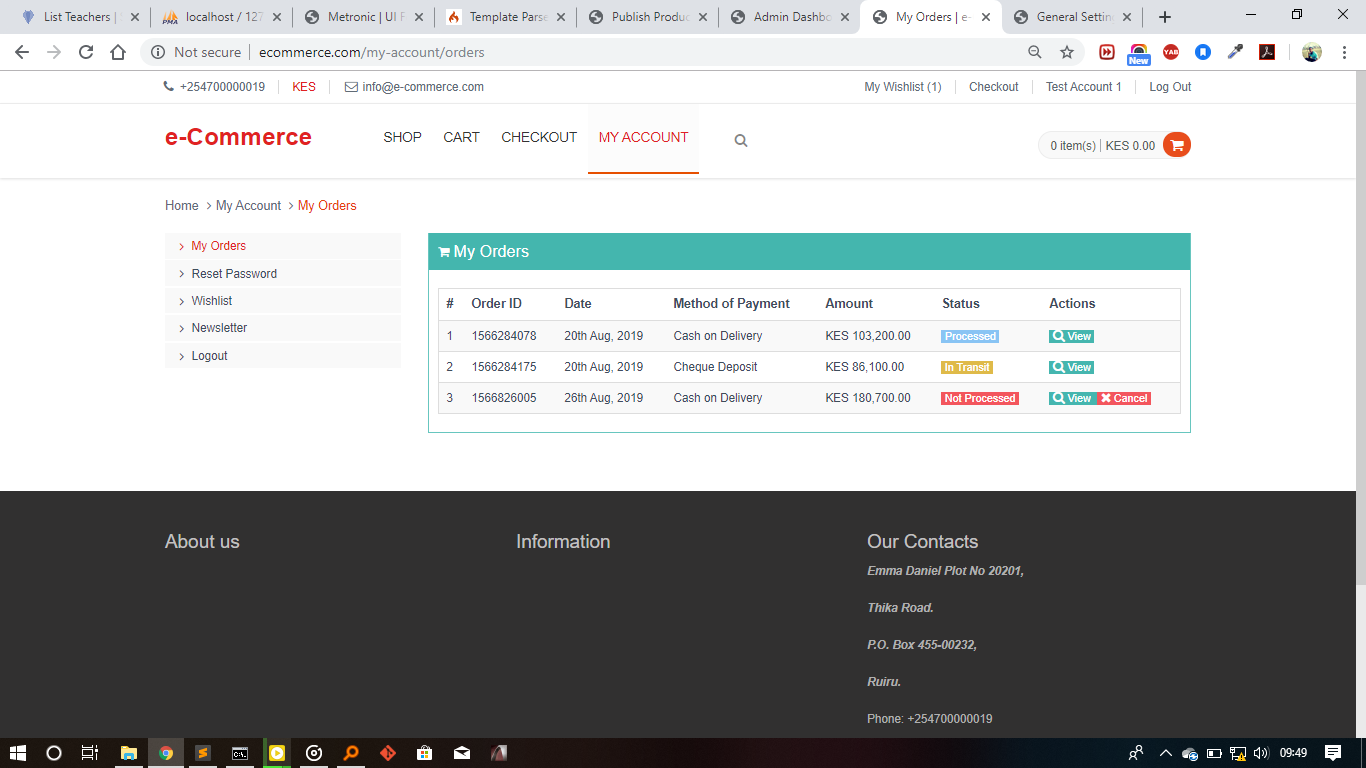 List Teachers |
localhost / 127
Metronic | UI F
Template Parse
Publish Produc
Admin Dashbo
My Orders | e-
General Settin
Not secure | ecommerce.com/my-account/orders
New
YAB
+254700000019 KES info@e-commerce.com My Wishlist (1) Checkout Test Account 1 Log Out
e-Commerce SHOP CART CHECKOUT MY ACCOUNT 0 item(s) KES 0.00
Home > My Account > My Orders
My Orders
Reset Password
Wishlist
Newsletter
Logout
My Orders
# Order ID Date Method of Payment Amount Status Actions
1 1566284078 20th Aug, 2019 Cash on Delivery KES 103,200.00 Processed View
2 1566284175 20th Aug, 2019 Cheque Deposit KES 86,100.00 In Transit View
3 1566826005 26th Aug, 2019 Cash on Delivery KES 180,700.00 Not Processed View Cancel
About us
Information
Our Contacts
Emma Daniel Plot No 20201,
Thika Road.
P.O. Box 455-00232,
Ruiru.
Phone: +254700000019
09:49